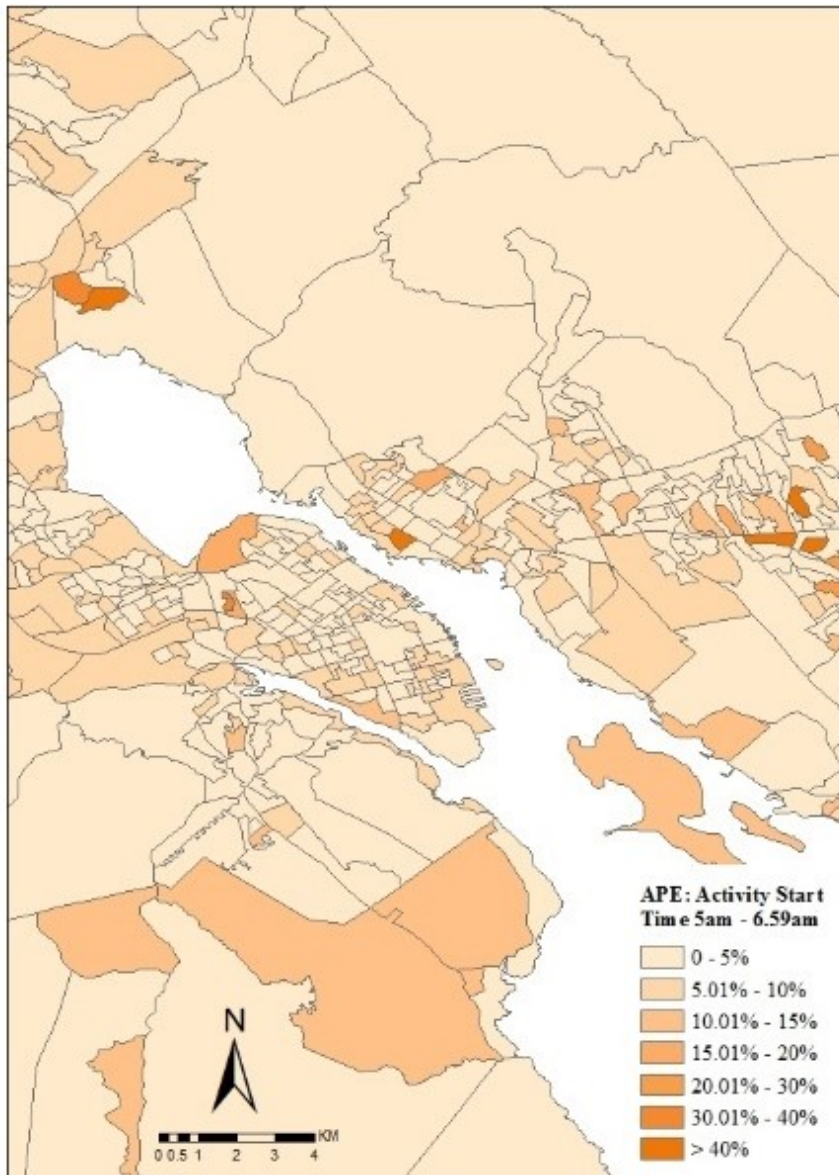 APE: Activity Start
Time 5am - 6.59am
0 - 5%
5.01% - 10%
10.01% - 15%
15.01% - 20%
20.01% - 30%
30.01% - 40%
> 40%
N
KM
0 0.5 1 2 3 4